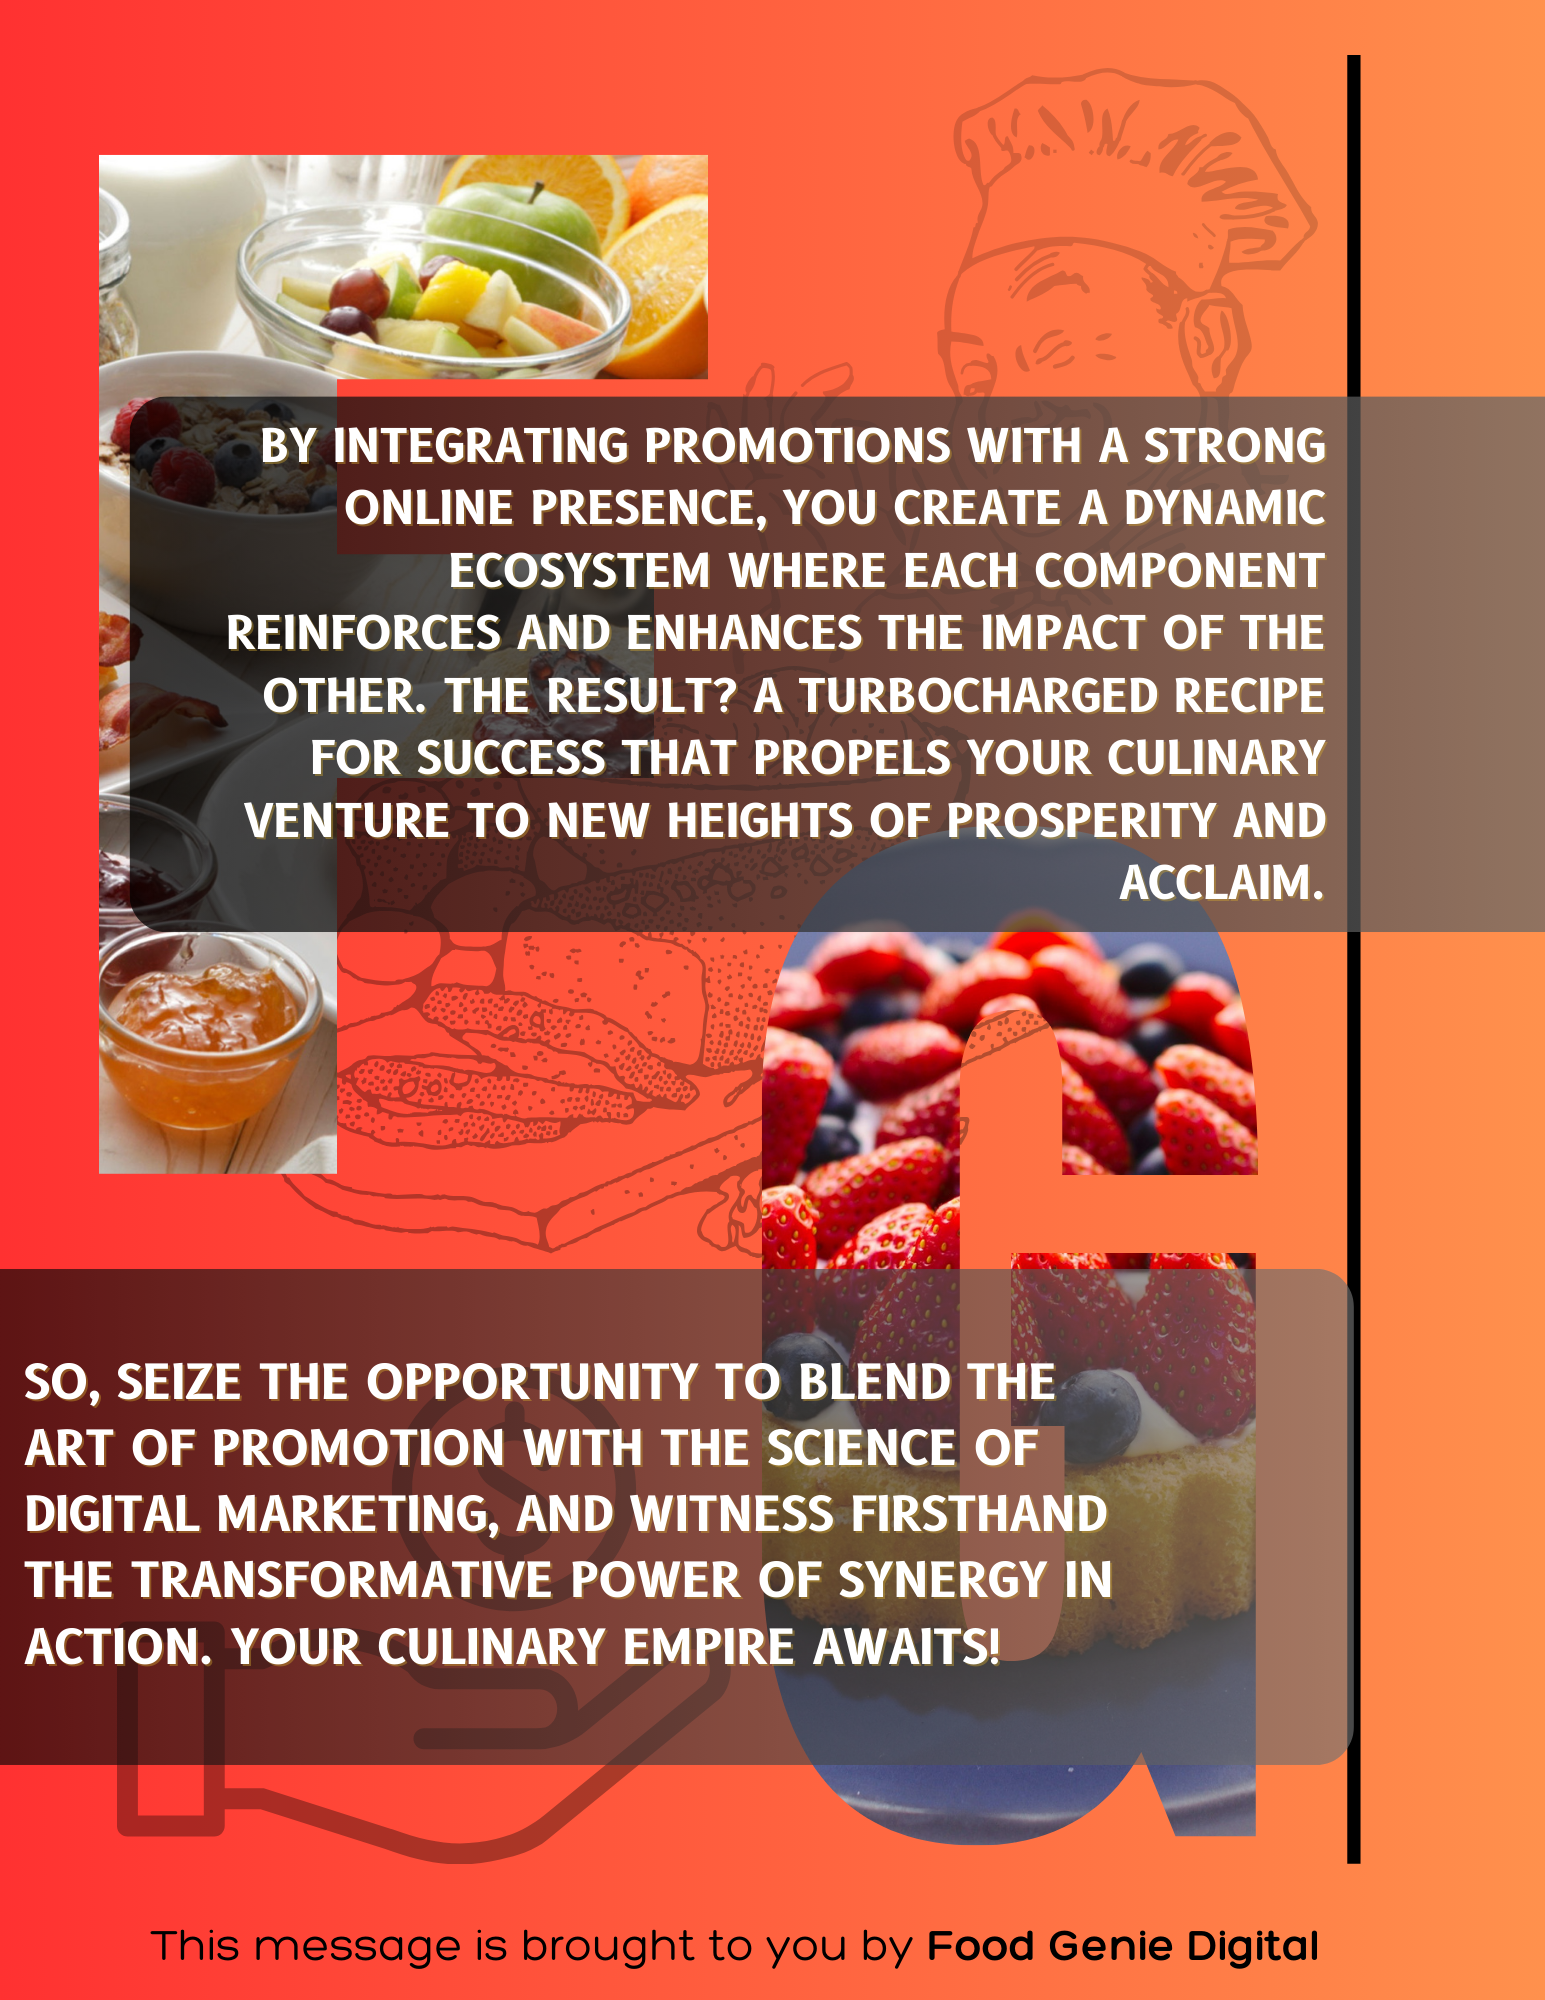 BY INTEGRATING PROMOTIONS WITH A STRONG
ONLINE PRESENCE, YOU CREATE A DYNAMIC
ECOSYSTEM WHERE EACH COMPONENT
REINFORCES AND ENHANCES THE IMPACT OF THE
OTHER. THE RESULT? A TURBOCHARGED RECIPE
FOR SUCCESS THAT PROPELS YOUR CULINARY
VENTURE TO NEW HEIGHTS OF PROSPERITY AND
ACCLAIM.
SO, SEIZE THE OPPORTUNITY TO BLEND THE
ART OF PROMOTION WITH THE SCIENCE OF
DIGITAL MARKETING, AND WITNESS FIRSTHAND
THE TRANSFORMATIVE POWER OF SYNERGY IN
ACTION. YOUR CULINARY EMPIRE AWAITS!
This message is brought to you by Food Genie Digital
F
G
$